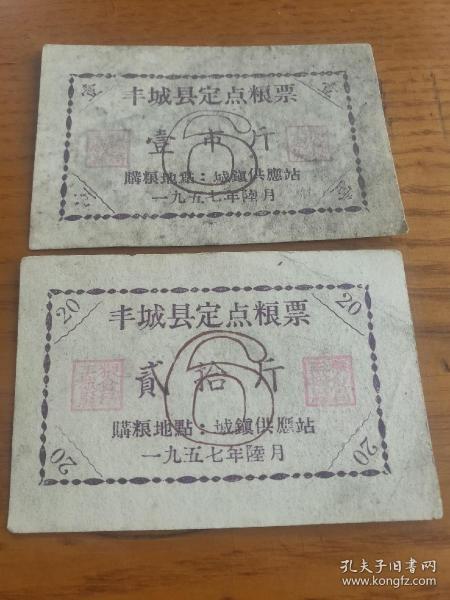 丰城县定点粮票
壹市斤
6
購粮地點：城鎮供應站
一九五七年陸月
20 20
丰城县定点粮票
貳拾斤
6
購粮地點：城鎮供應站
一九五七年陸月
20 20
孔夫子旧书网
www.kongfz.com